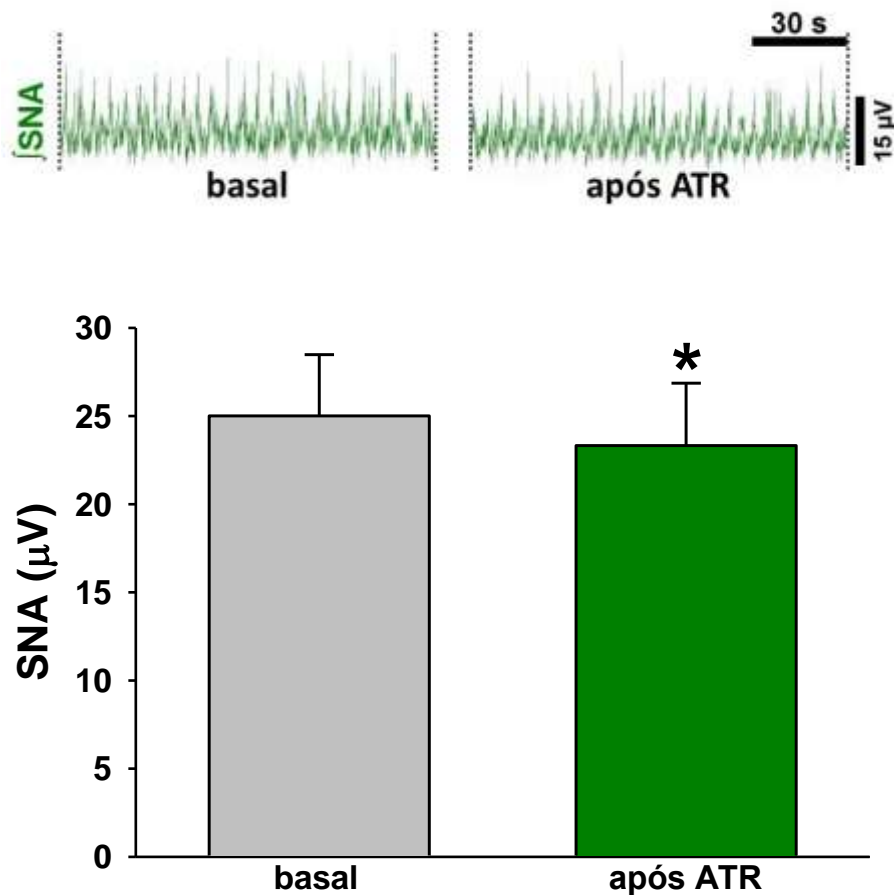 30 s
∫SNA
15 µV
basal
após ATR
30
25
20
15
10
5
0
SNA (µV)
*
basal
após ATR